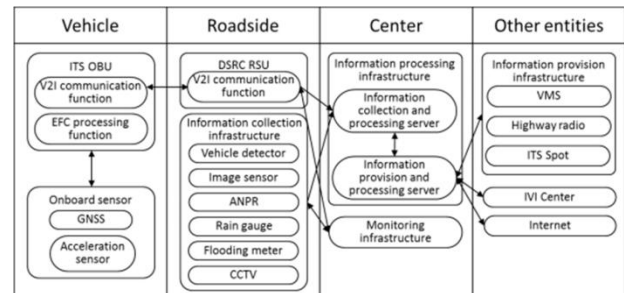 Vehicle
Roadside
Center
Other entities
ITS OBU
V2I communication
function
EFC processing
function
Onboard sensor
GNSS
Acceleration
sensor
DSRC RSU
V2I communication
function
Information collection
infrastructure
Vehicle detector
Image sensor
ANPR
Rain gauge
Flooding meter
CCTV
Information processing
infrastructure
Information
collection and
processing server
Information
provision and
processing server
Monitoring
infrastructure
Information provision
infrastructure
VMS
Highway radio
ITS Spot
IVI Center
Internet